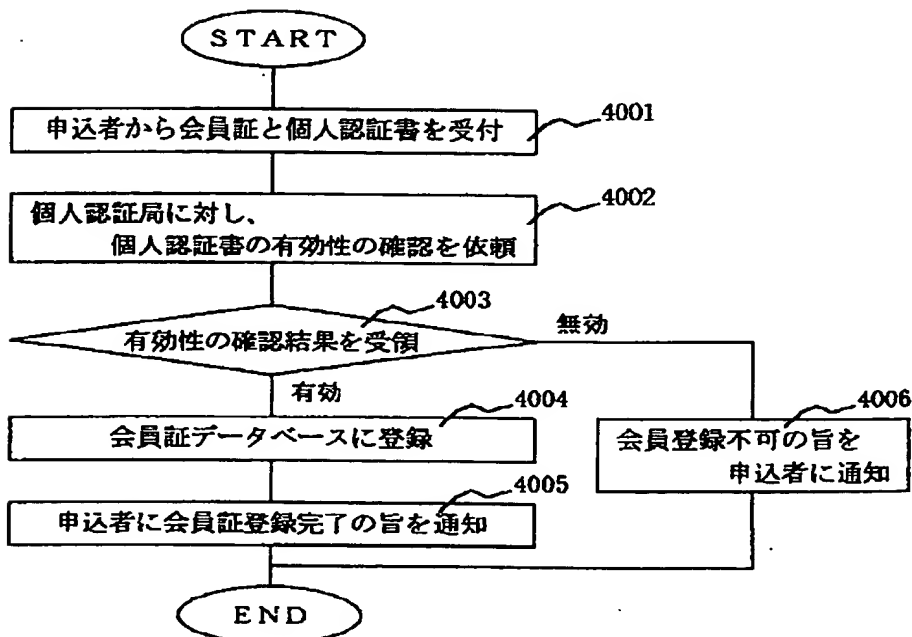 START
申込者から会員証と個人認証書を受付
4001
個人認証局に対し、
個人認証書の有効性の確認を依頼
4002
有効性の確認結果を受領
4003
無効
有効
会員証データベースに登録
4004
会員登録不可の旨を
申込者に通知
4006
申込者に会員証登録完了の旨を通知
4005
END